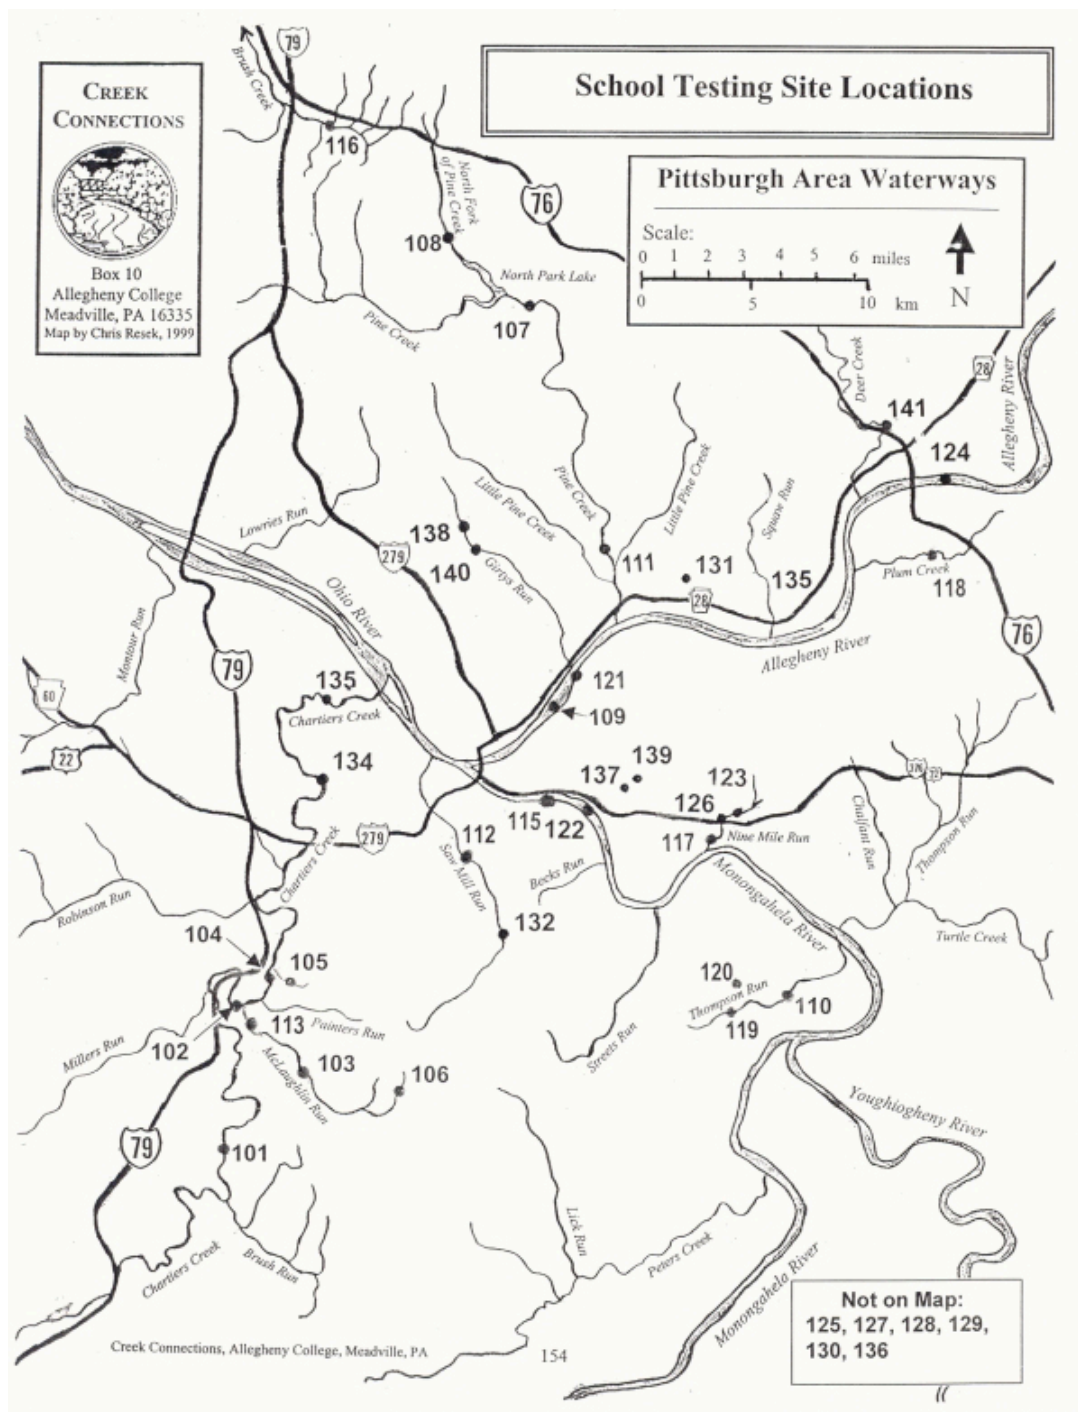 CREEK
CONNECTIONS
Box 10
Allegheny College
Meadville, PA 16335
Map by Chris Resek, 1999
School Testing Site Locations
Pittsburgh Area Waterways
Scale:
0 1 2 3 4 5 6 miles
0 5 10 km
N
79
Brush Creek
116
North Fork
of Pine Creek
76
108
North Park Lake
107
Pine Creek
Deer Creek
28
Allegheny River
141
124
Little Pine Creek
Pine Creek
Little Pine Creek
Squaw Run
Lowries Run
138
140
279
Girtys Run
111
131
28
135
Plum Creek
118
76
Ohio River
Montour Run
Allegheny River
79
60
22
135
Chartiers Creek
121
109
134
139
137
123
126
115
122
117
Nine Mile Run
376
22
Chalfant Run
Thompson Run
279
Chartiers Creek
112
Saw Mill Run
Becks Run
Monongahela River
Robinson Run
132
Turtle Creek
104
105
120
Thompson Run
110
119
Painters Run
113
102
Millers Run
103
McLaughlin Run
106
Streets Run
Youghiogheny River
79
101
Lick Run
Peters Creek
Chartiers Creek
Brush Run
Monongahela River
Not on Map:
125, 127, 128, 129,
130, 136
Creek Connections, Allegheny College, Meadville, PA
154